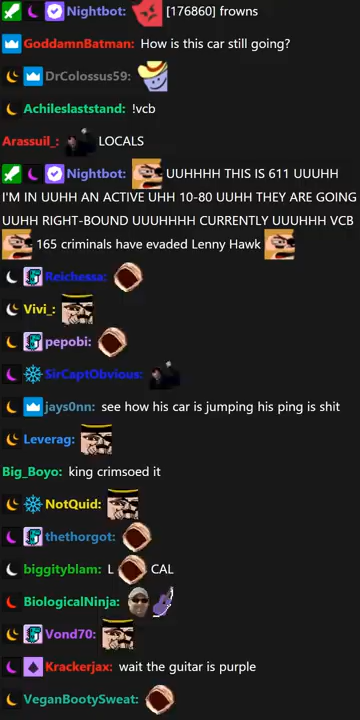 Nightbot: [176860] frowns
GoddamnBatman: How is this car still going?
DrColossus59:
Achileslaststand: !vcb
Arassuil_: LOCALS
Nightbot: UUHHHH THIS IS 611 UUUHH
I'M IN UUHH AN ACTIVE UHH 10-80 UUHH THEY ARE GOING
UUHH RIGHT-BOUND UUUHHHH CURRENTLY UUUHHH VCB
165 criminals have evaded Lenny Hawk
Reichessa:
Vivi_:
pepobi:
SirCaptObvious:
jays0nn: see how his car is jumping his ping is shit
Leverag:
Big_Boyo: king crimsoed it
NotQuid:
thethorgot:
biggityblam: L CAL
BiologicalNinja:
Vond70:
Krackerjax: wait the guitar is purple
VeganBootySweat: